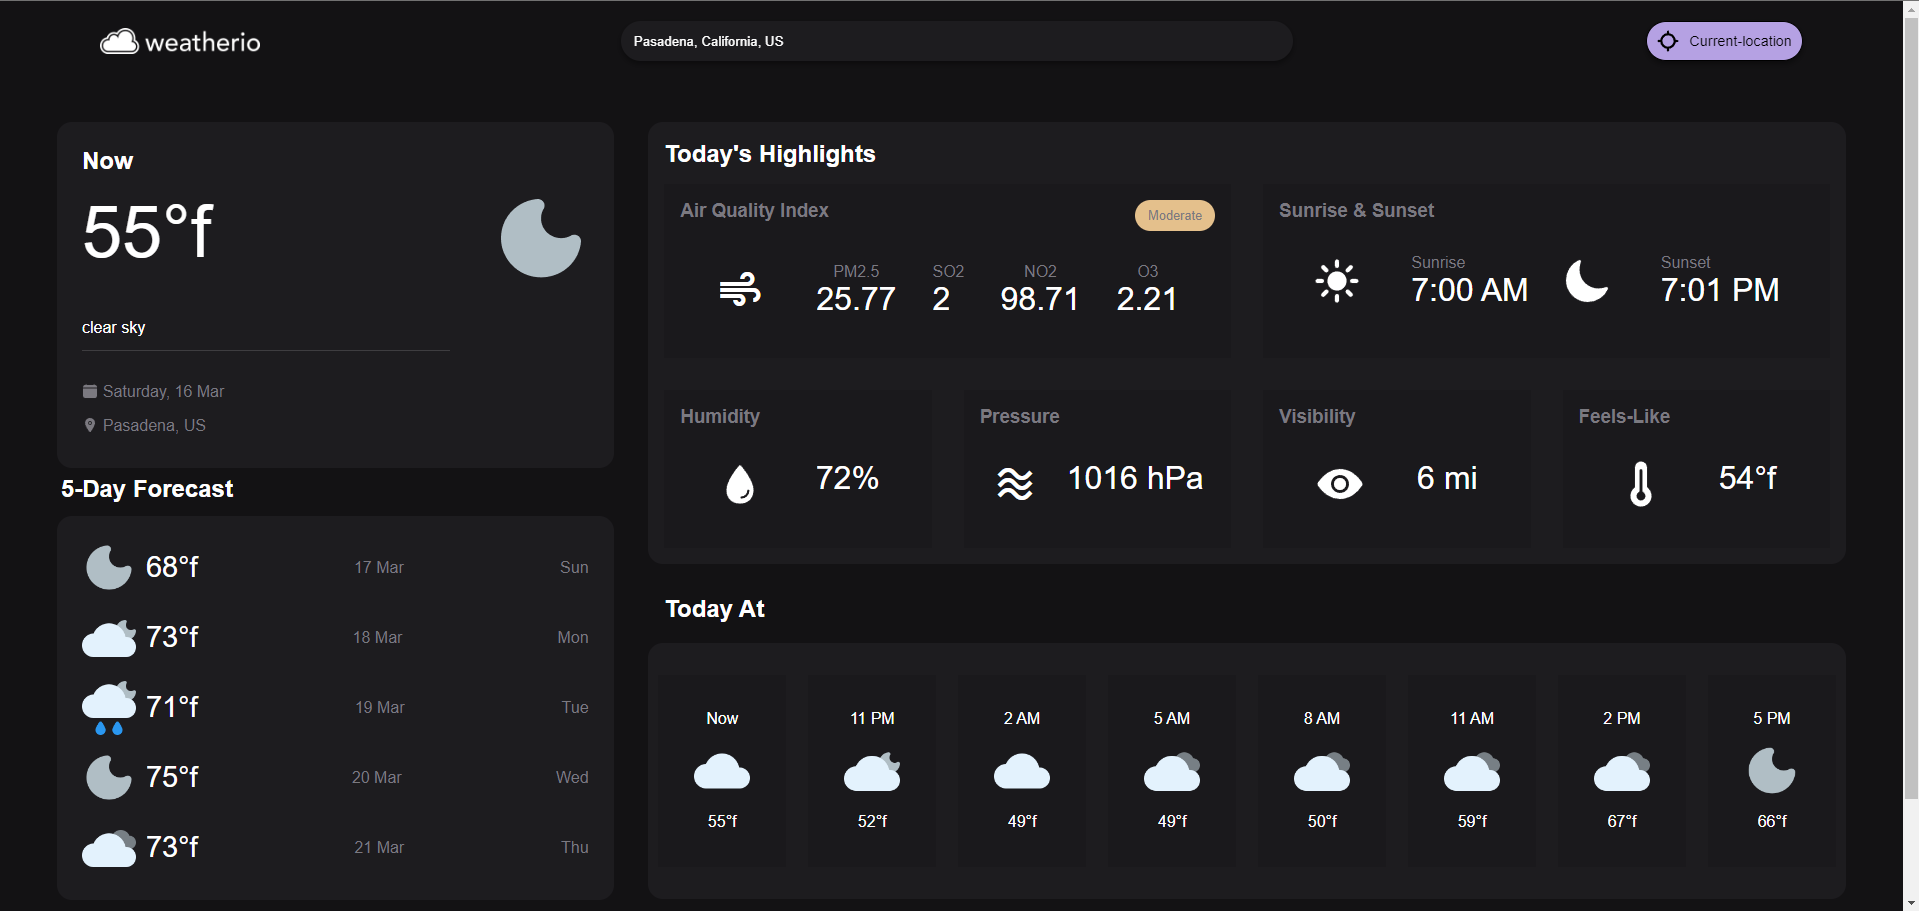 weatherio
Pasadena, California, US
Current-location
Now
55°f
clear sky
Saturday, 16 Mar
Pasadena, US
5-Day Forecast
68°f 17 Mar Sun
73°f 18 Mar Mon
71°f 19 Mar Tue
75°f 20 Mar Wed
73°f 21 Mar Thu
Today's Highlights
Air Quality Index Moderate
PM2.5 SO2 NO2 O3
25.77 2 98.71 2.21
Sunrise & Sunset
Sunrise Sunset
7:00 AM 7:01 PM
Humidity
72%
Pressure
1016 hPa
Visibility
6 mi
Feels-Like
54°f
Today At
Now 11 PM 2 AM 5 AM 8 AM 11 AM 2 PM 5 PM
55°f 52°f 49°f 49°f 50°f 59°f 67°f 66°f